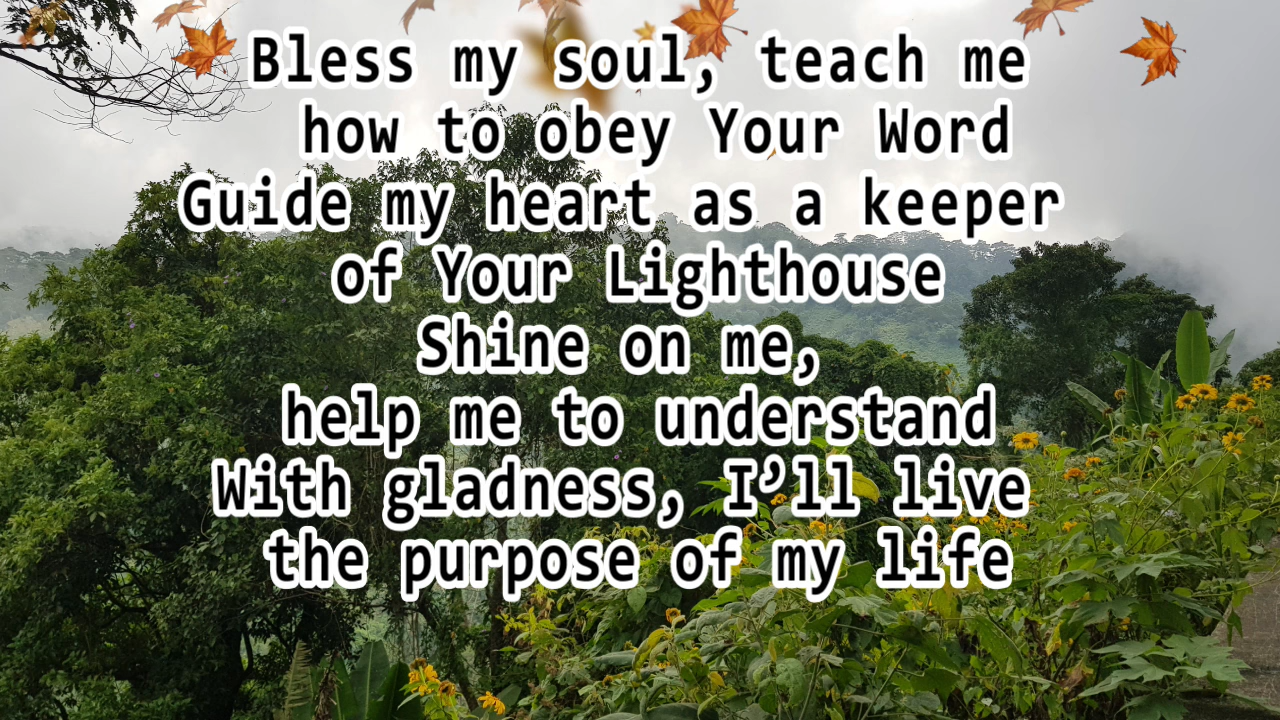 Bless my soul, teach me
how to obey Your Word
Guide my heart as a keeper
of Your Lighthouse
Shine on me,
help me to understand
With gladness, I’ll live
the purpose of my life